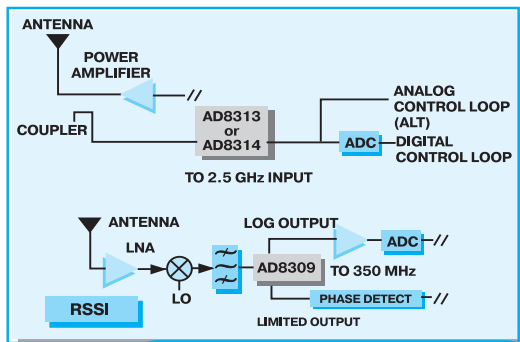 ANTENNA
POWER
AMPLIFIER
COUPLER
AD8313
or
AD8314
TO 2.5 GHz INPUT
ANALOG
CONTROL LOOP
(ALT)
ADC
DIGITAL
CONTROL LOOP
ANTENNA
LNA
LO
LOG OUTPUT
ADC
AD8309
TO 350 MHz
PHASE DETECT
RSSI
LIMITED OUTPUT